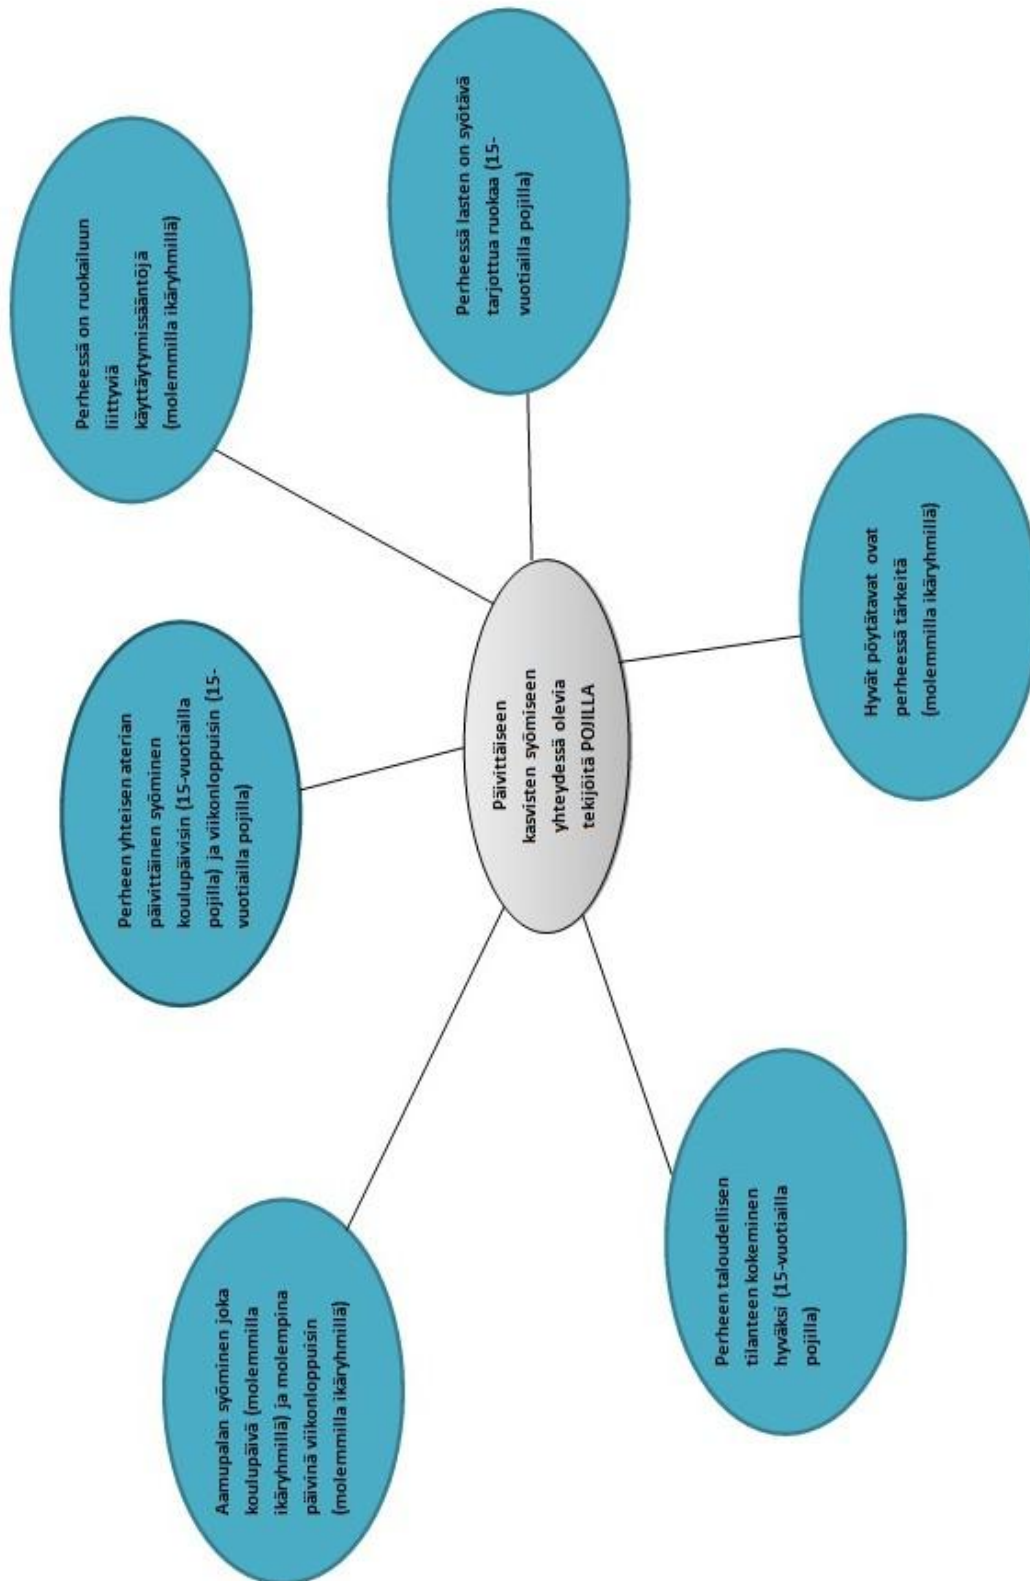 Aamupalan syöminen joka
koulupäivä (molemmilla
ikäryhmillä) ja molempina
päivinä viikonloppuisin
(molemmilla ikäryhmillä)
Perheen yhteisen aterian
päivittäinen syöminen
koulupäivisin (15-vuotiailla
pojilla) ja viikonloppuisin (15-
vuotiailla pojilla)
Perheessä on ruokailuun
liittyviä
käyttäytymissääntöjä
(molemmilla ikäryhmillä)
Päivittäiseen
kasvisten syömiseen
yhteydessä olevia
tekijöitä POJILLA
Perheessä lasten on syötävä
tarjottua ruokaa (15-
vuotiailla pojilla)
Perheen taloudellisen
tilanteen kokeminen
hyväksi (15-vuotiailla
pojilla)
Hyvät pöytätavat ovat
perheessä tärkeitä
(molemmilla ikäryhmillä)